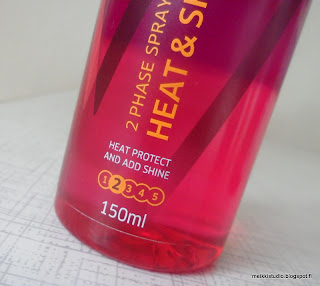 2 PHASE SPRAY
HEAT &
HEAT PROTECT
AND ADD SHINE
1 2 3 4 5
150ml
meikkistudio.blogspot.fi